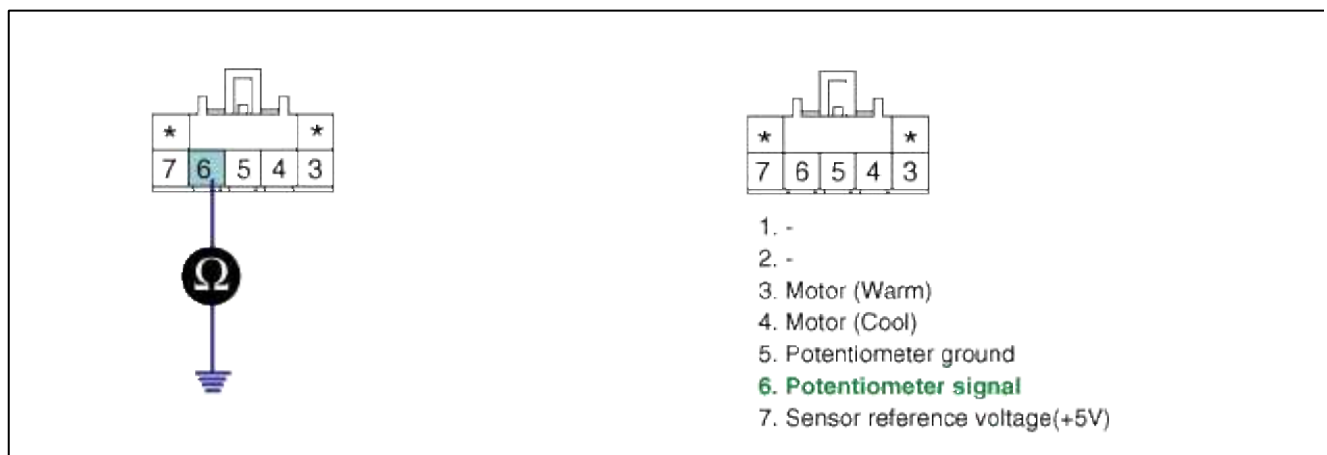 * *
7 6 5 4 3
Ω
* *
7 6 5 4 3
1. -
2. -
3. Motor (Warm)
4. Motor (Cool)
5. Potentiometer ground
6. Potentiometer signal
7. Sensor reference voltage(+5V)